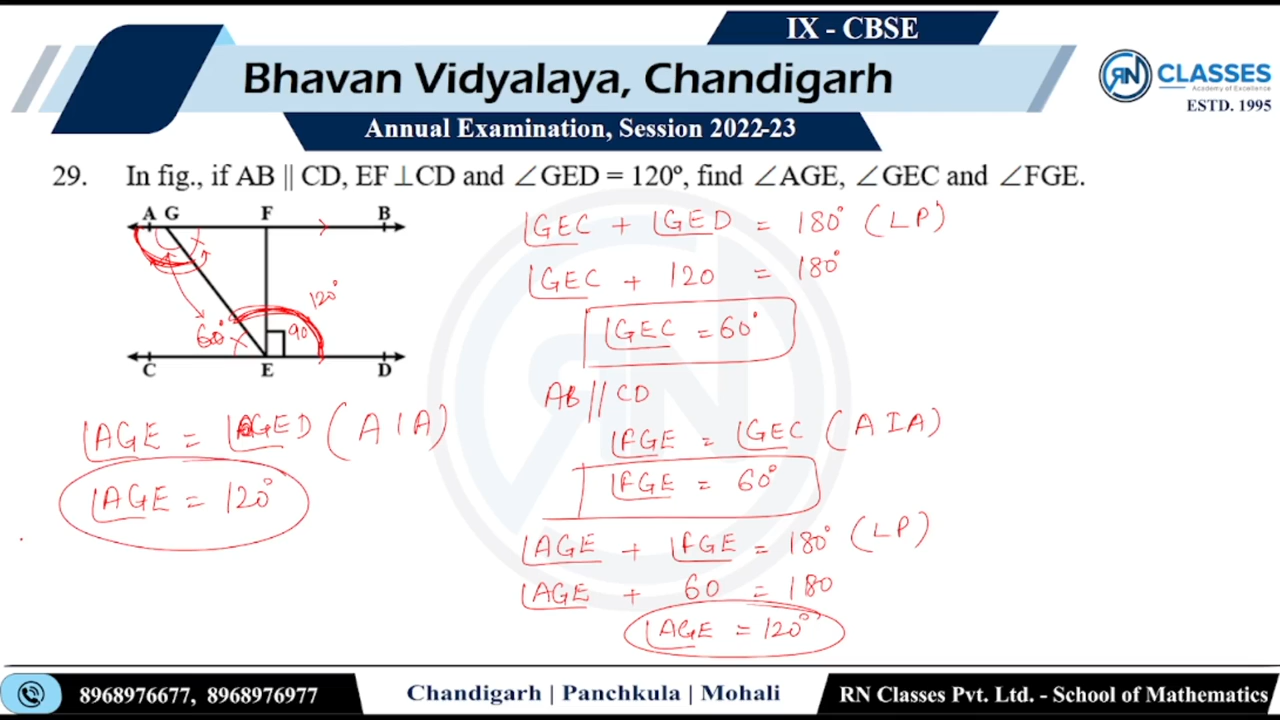 IX - CBSE
Bhavan Vidyalaya, Chandigarh
RN CLASSES
Academy of Excellence
ESTD. 1995
Annual Examination, Session 2022-23
29. In fig., if AB || CD, EF ⊥ CD and ∠GED = 120º, find ∠AGE, ∠GEC and ∠FGE.
A G F B
120°
60° 90
C E D
∠AGE = ∠GED (AIA)
∠AGE = 120°
∠GEC + ∠GED = 180° (LP)
∠GEC + 120 = 180°
∠GEC = 60°
AB || CD
∠FGE = ∠GEC (AIA)
∠FGE = 60°
∠AGE + ∠FGE = 180° (LP)
∠AGE + 60 = 180
∠AGE = 120°
8968976677, 8968976977
Chandigarh | Panchkula | Mohali
RN Classes Pvt. Ltd. - School of Mathematics